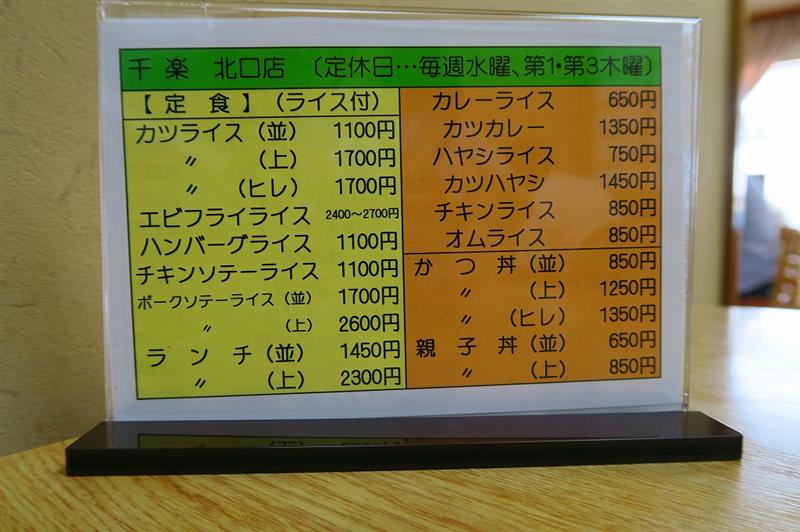 千楽 北口店 （定休日…毎週水曜、第1・第3木曜）
【定食】（ライス付）
カツライス（並） 1100円
〃 （上） 1700円
〃 （ヒレ） 1700円
エビフライライス 2400～2700円
ハンバーグライス 1100円
チキンソテーライス 1100円
ポークソテーライス（並） 1700円
〃 （上） 2600円
ランチ（並） 1450円
〃 （上） 2300円
カレーライス 650円
カツカレー 1350円
ハヤシライス 750円
カツハヤシ 1450円
チキンライス 850円
オムライス 850円
かつ丼（並） 850円
〃 （上） 1250円
〃 （ヒレ） 1350円
親子丼（並） 650円
〃 （上） 850円